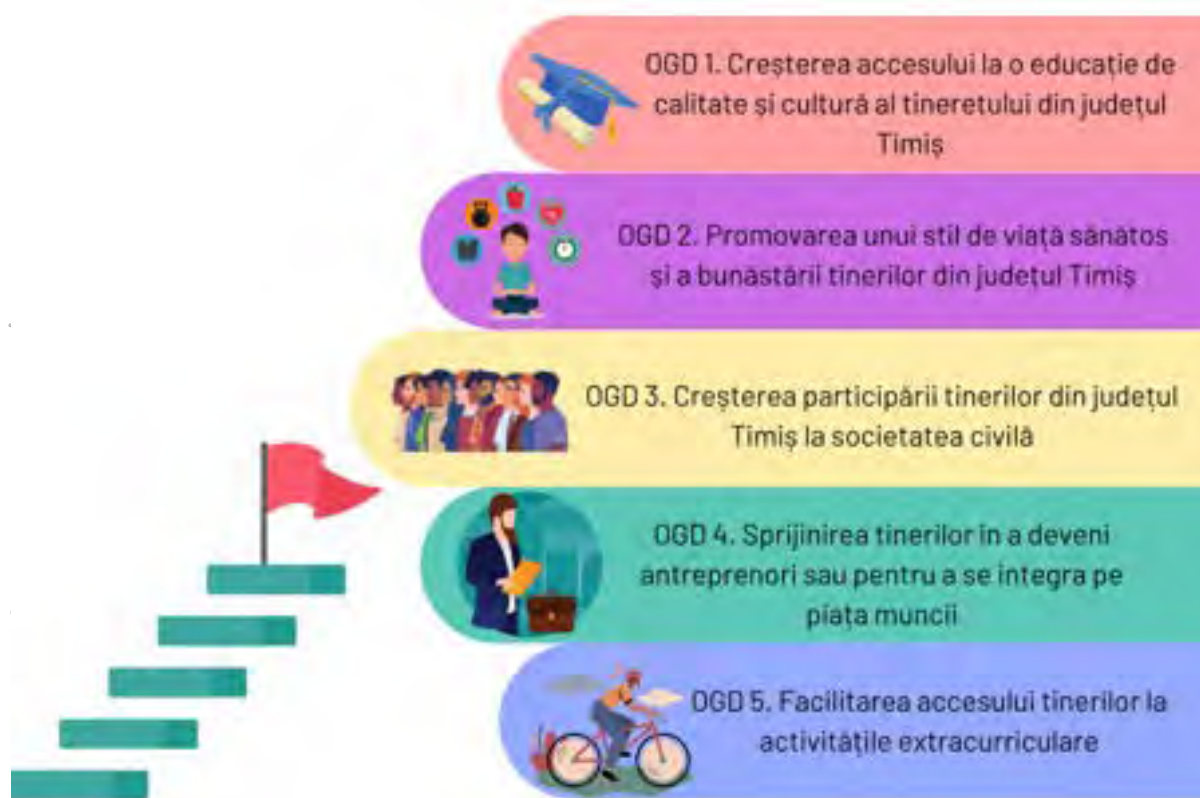 OGD 1. Creșterea accesului la o educație de
calitate și cultură al tineretului din județul
Timiș
OGD 2. Promovarea unui stil de viață sănătos
și a bunăstării tinerilor din județul Timiș
OGD 3. Creșterea participării tinerilor din județul
Timiș la societatea civilă
OGD 4. Sprijinirea tinerilor în a deveni
antreprenori sau pentru a se integra pe
piața muncii
OGD 5. Facilitarea accesului tinerilor la
activitățile extracurriculare